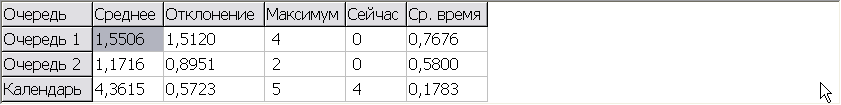 Очередь Среднее Отклонение Максимум Сейчас Ср. время
Очередь 1 1,5506 1,5120 4 0 0,7676
Очередь 2 1,1716 0,8951 2 0 0,5800
Календарь 4,3615 0,5723 5 4 0,1783